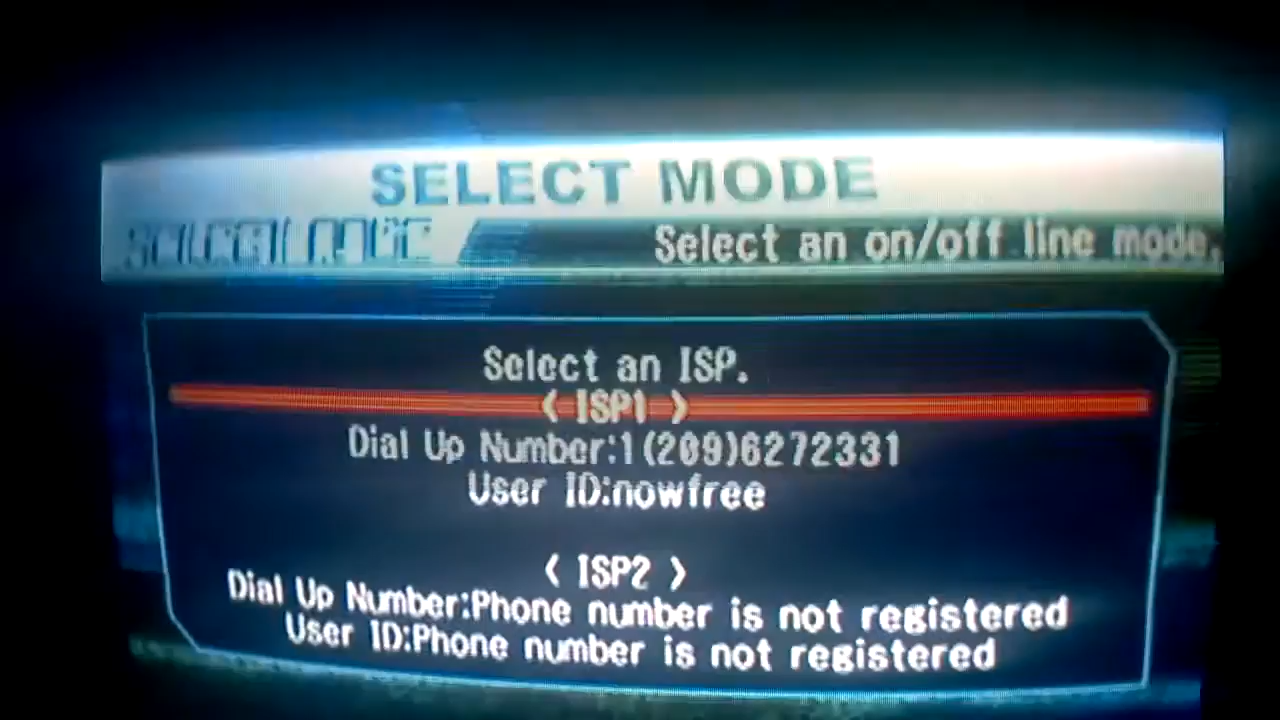 SELECT MODE
Select an on/off line mode.
Select an ISP.
< ISP1 >
Dial Up Number:1(209)6272331
User ID:nowfree
< ISP2 >
Dial Up Number:Phone number is not registered
User ID:Phone number is not registered